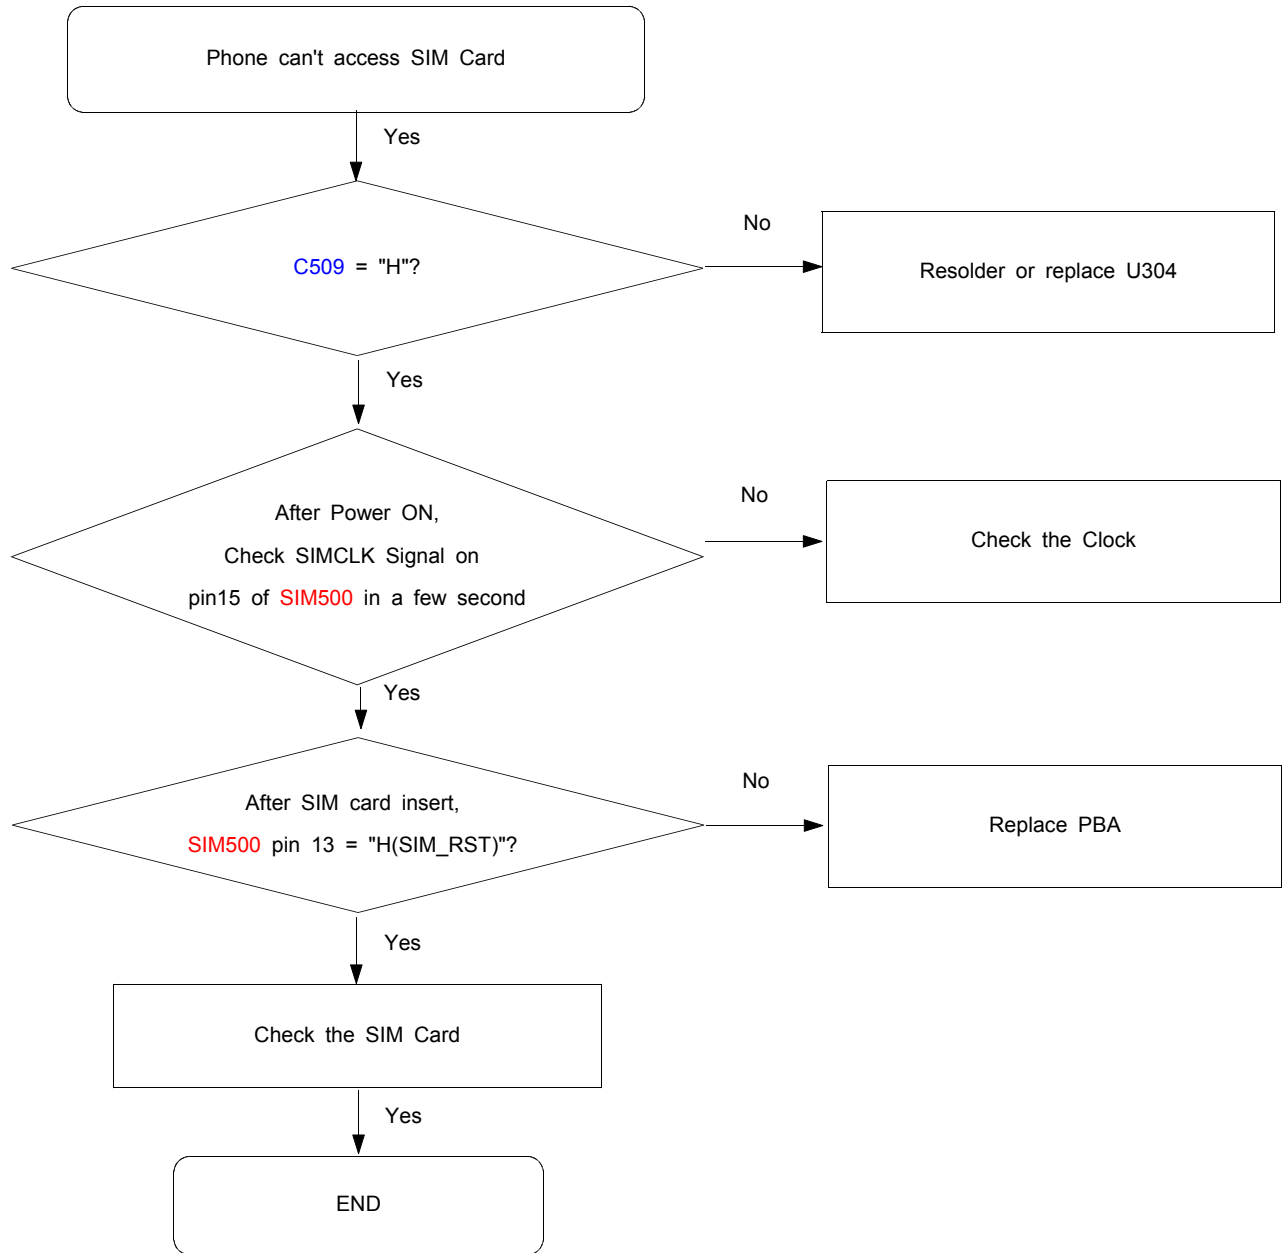 Phone can't access SIM Card
Yes
C509 = "H"?
No
Resolder or replace U304
Yes
After Power ON,
Check SIMCLK Signal on
pin15 of SIM500 in a few second
No
Check the Clock
Yes
After SIM card insert,
SIM500 pin 13 = "H(SIM_RST)"?
No
Replace PBA
Yes
Check the SIM Card
Yes
END